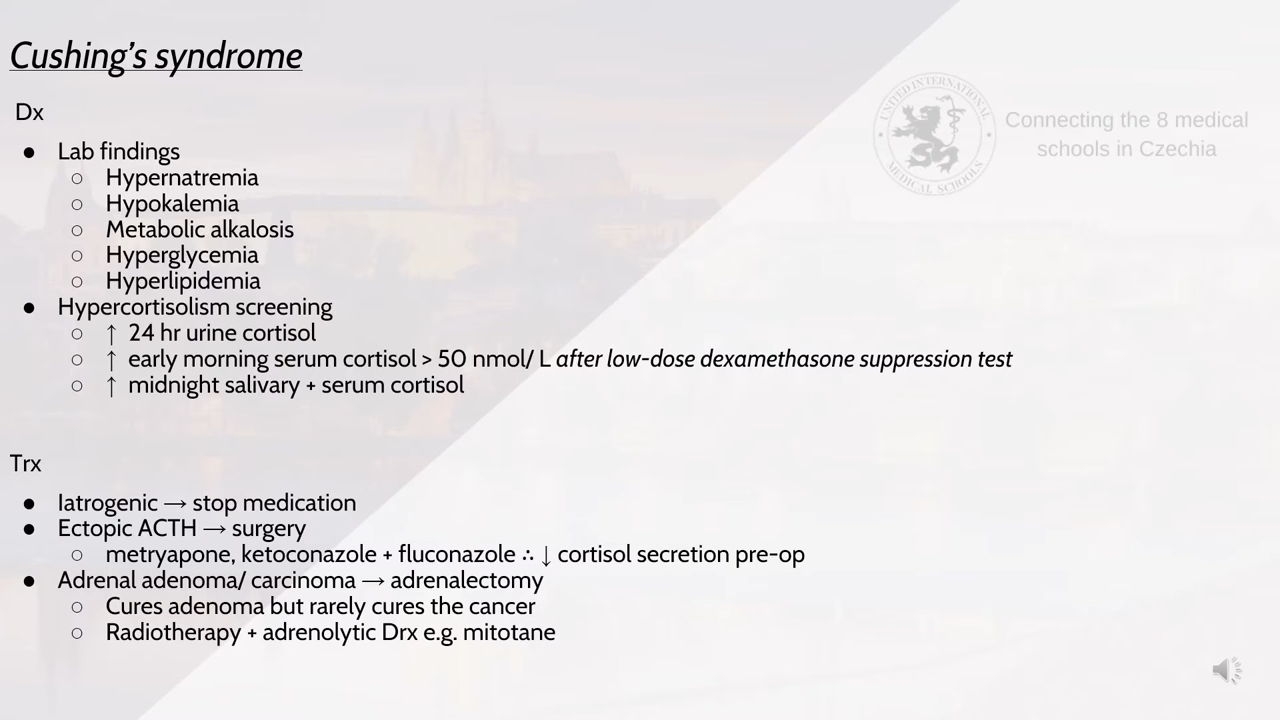 Cushing's syndrome
UNITED INTERNATIONAL
MEDICAL SCHOOLS
Connecting the 8 medical
schools in Czechia
Dx
● Lab findings
○ Hypernatremia
○ Hypokalemia
○ Metabolic alkalosis
○ Hyperglycemia
○ Hyperlipidemia
● Hypercortisolism screening
○ ↑ 24 hr urine cortisol
○ ↑ early morning serum cortisol > 50 nmol/ L after low-dose dexamethasone suppression test
○ ↑ midnight salivary + serum cortisol
Trx
● Iatrogenic → stop medication
● Ectopic ACTH → surgery
○ metryapone, ketoconazole + fluconazole ∴ ↓ cortisol secretion pre-op
● Adrenal adenoma/ carcinoma → adrenalectomy
○ Cures adenoma but rarely cures the cancer
○ Radiotherapy + adrenolytic Drx e.g. mitotane